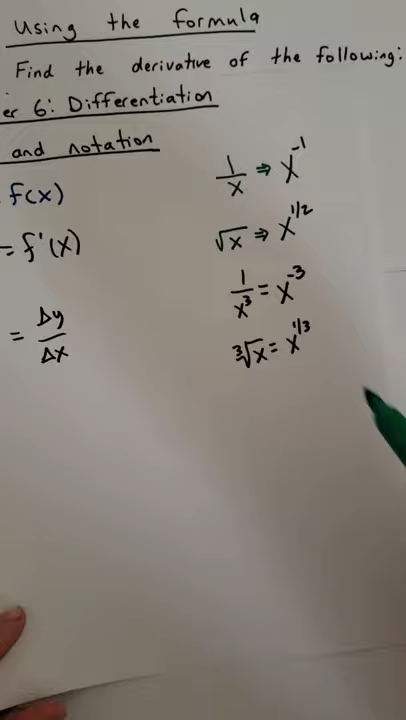 Using the formula
Find the derivative of the following:
er 6: Differentiation
and notation
f(x)
= f'(x)
= Δy/Δx
1/x ⇒ x^-1
√x ⇒ x^1/2
1/x^3 = x^-3
∛x = x^1/3